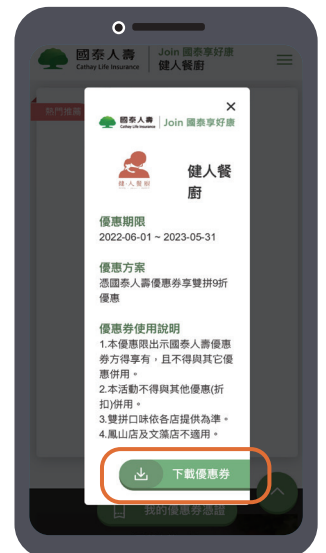 國泰人壽 Join 國泰享好康
Cathay Life Insurance 健人餐廚
熱門推薦
國泰人壽 Join 國泰享好康
Cathay Life Insurance
健·人餐廚
健人餐
廚
優惠期限
2022-06-01 ~ 2023-05-31
優惠方案
憑國泰人壽優惠券享雙拼9折
優惠
優惠券使用說明
1.本優惠限出示國泰人壽優惠
券方得享有，且不得與其它優
惠併用。
2.本活動不得與其他優惠(折
扣)併用。
3.雙拼口味依各店提供為準。
4.鳳山店及文藻店不適用。
下載優惠券
我的優惠券憑證